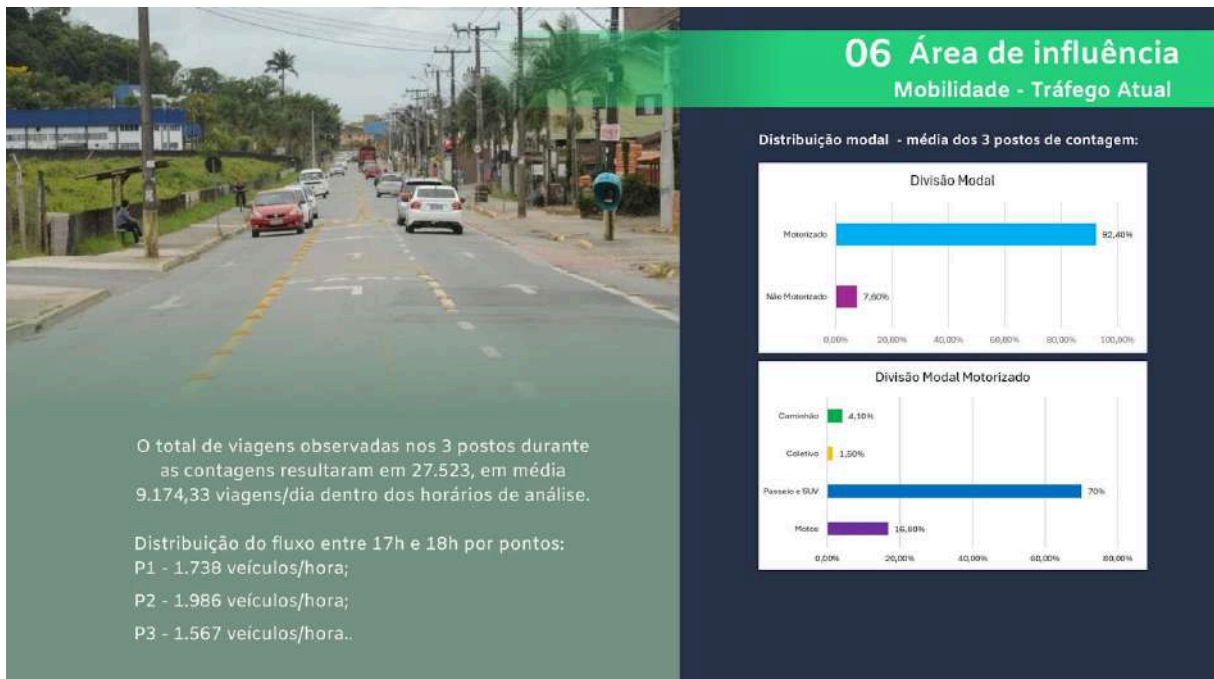 06 Área de influência
Mobilidade - Tráfego Atual
O total de viagens observadas nos 3 postos durante
as contagens resultaram em 27.523, em média
9.174,33 viagens/dia dentro dos horários de análise.
Distribuição do fluxo entre 17h e 18h por pontos:
P1 - 1.738 veículos/hora;
P2 - 1.986 veículos/hora;
P3 - 1.567 veículos/hora..
Distribuição modal - média dos 3 postos de contagem:
Divisão Modal
Motorizado 92,40%
Não Motorizado 7,60%
0,00% 20,00% 40,00% 60,00% 80,00% 100,00%
Divisão Modal Motorizado
Caminhão 4,10%
Coletivo 1,50%
Passeio e SUV 70%
Motos
0,00% 20,00% 40,00% 60,00% 80,00%